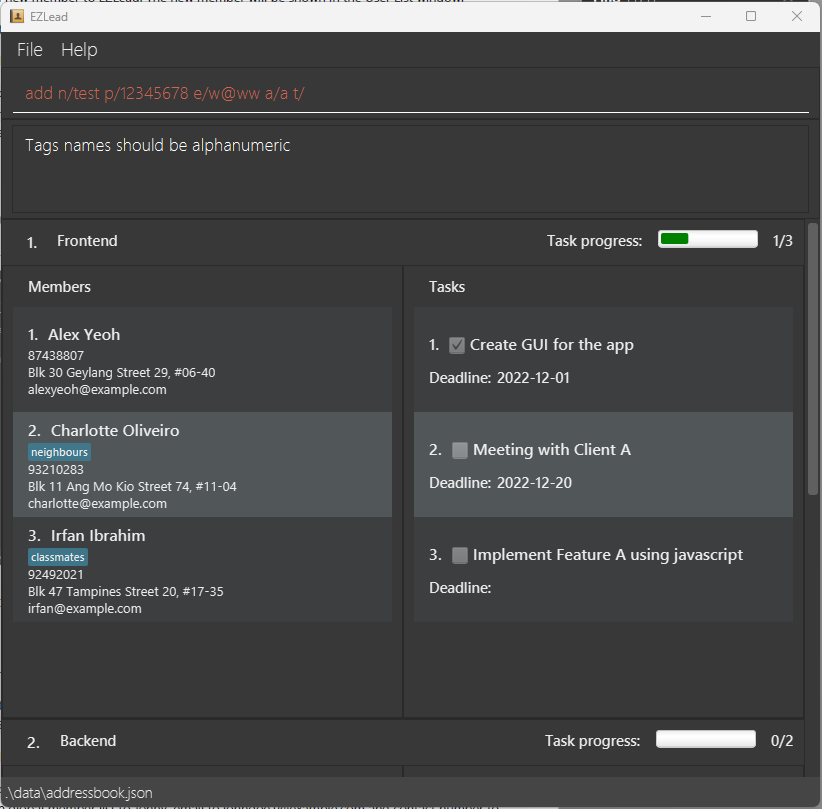 EZLead
File Help
add n/test p/12345678 e/w@ww a/a t/
Tags names should be alphanumeric
1. Frontend Task progress: 1/3
Members
1. Alex Yeoh
87438807
Blk 30 Geylang Street 29, #06-40
alexyeoh@example.com
2. Charlotte Oliveiro
neighbours
93210283
Blk 11 Ang Mo Kio Street 74, #11-04
charlotte@example.com
3. Irfan Ibrahim
classmates
92492021
Blk 47 Tampines Street 20, #17-35
irfan@example.com
Tasks
1. Create GUI for the app
Deadline: 2022-12-01
2. Meeting with Client A
Deadline: 2022-12-20
3. Implement Feature A using javascript
Deadline:
2. Backend Task progress: 0/2
.\data\addressbook.json